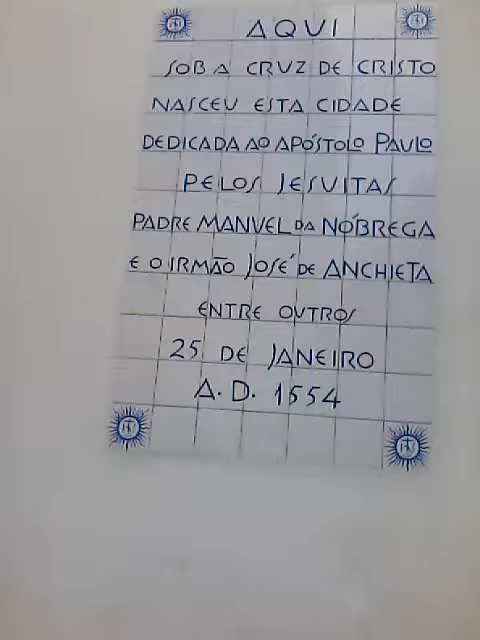 AQUI
SOB A CRUZ DE CRISTO
NASCEU ESTA CIDADE
DEDICADA AO APÓSTOLO PAULO
PELOS JESUITAS
PADRE MANUEL DA NÓBREGA
E O IRMÃO JOSÉ DE ANCHIETA
ENTRE OUTROS
25 DE JANEIRO
A.D. 1554